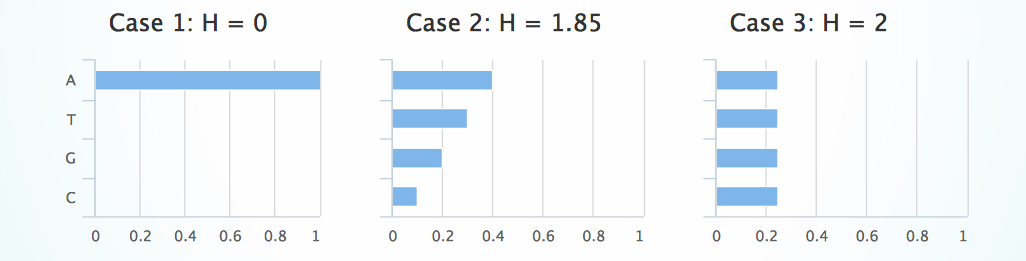 Case 1: H = 0
Case 2: H = 1.85
Case 3: H = 2
A
T
G
C
0 0.2 0.4 0.6 0.8 1
0 0.2 0.4 0.6 0.8 1
0 0.2 0.4 0.6 0.8 1